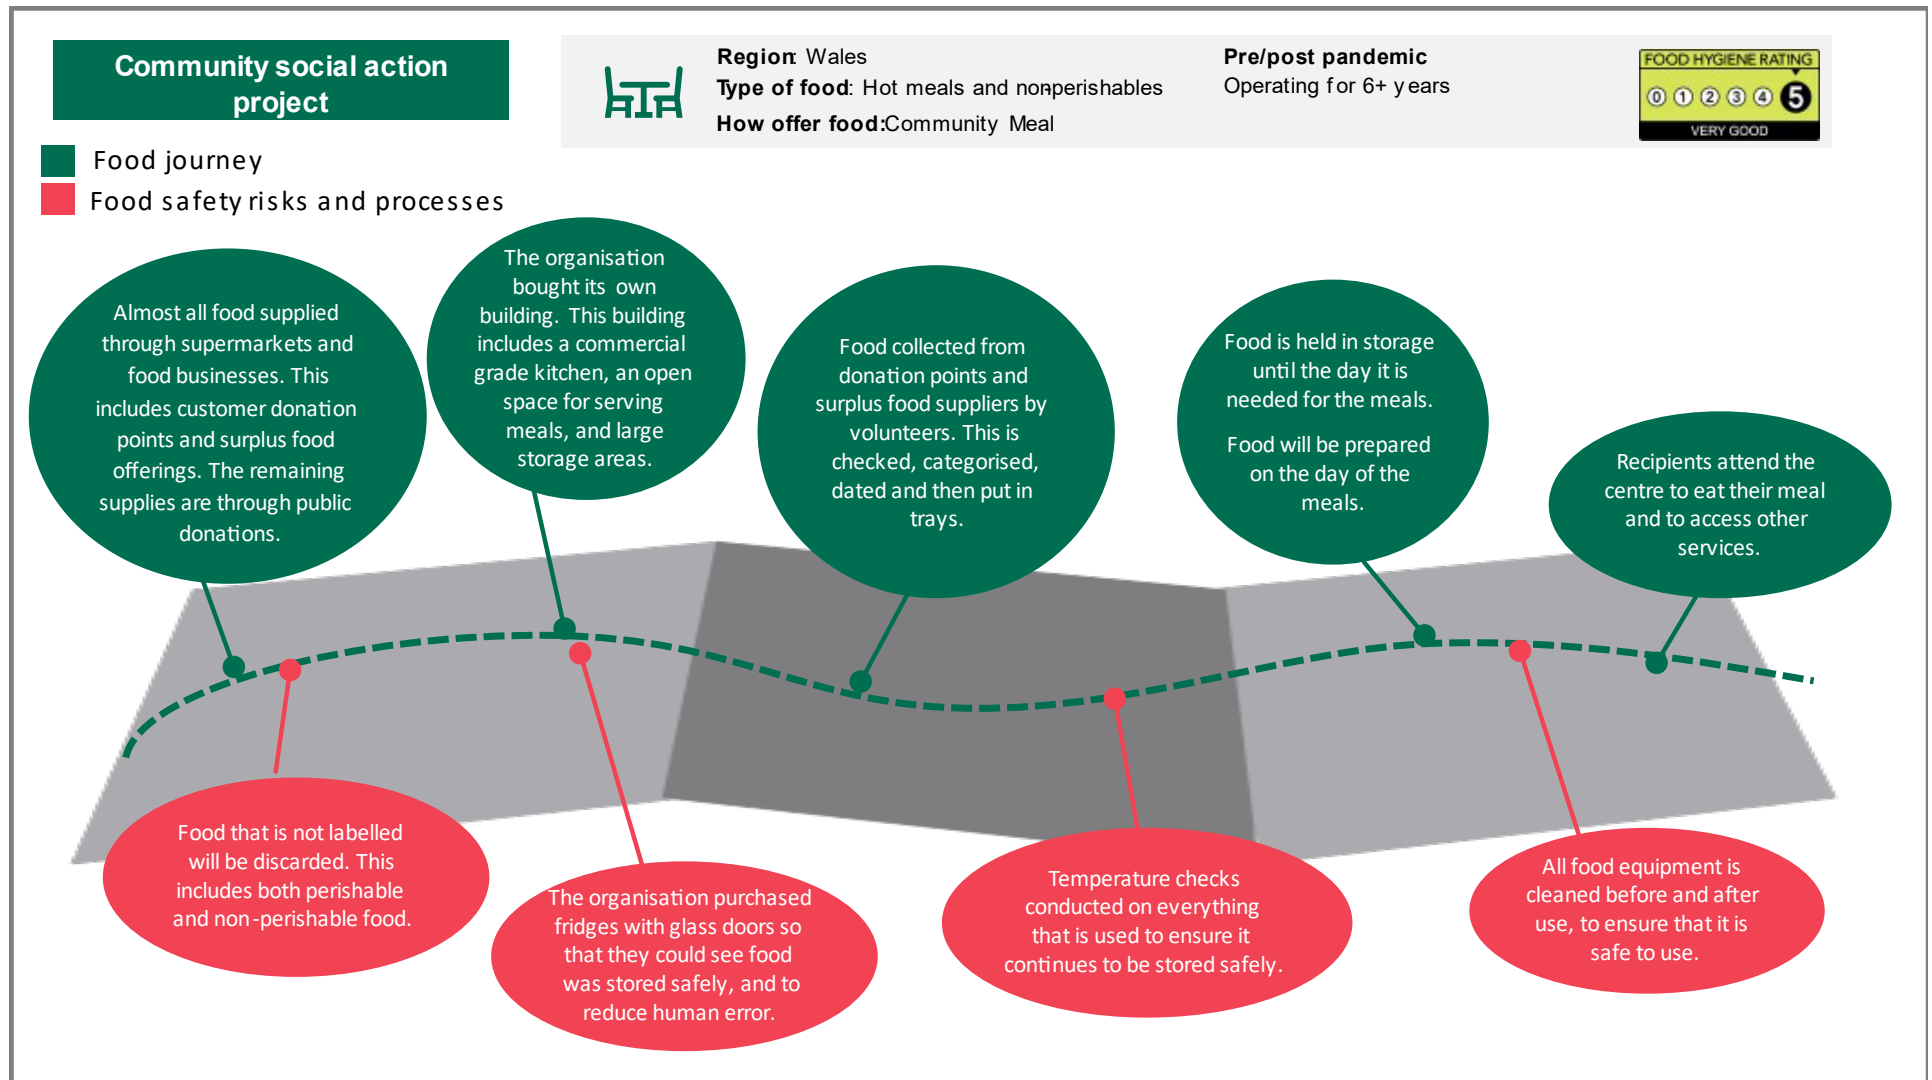 Community social action
project
Region: Wales
Type of food: Hot meals and non-perishables
How offer food:Community Meal
Pre/post pandemic
Operating for 6+ years
FOOD HYGIENE RATING
0 1 2 3 4 5
VERY GOOD
Food journey
Food safety risks and processes
Almost all food supplied
through supermarkets and
food businesses. This
includes customer donation
points and surplus food
offerings. The remaining
supplies are through public
donations.
The organisation
bought its own
building. This building
includes a commercial
grade kitchen, an open
space for serving
meals, and large
storage areas.
Food collected from
donation points and
surplus food suppliers by
volunteers. This is
checked, categorised,
dated and then put in
trays.
Food is held in storage
until the day it is
needed for the meals.
Food will be prepared
on the day of the
meals.
Recipients attend the
centre to eat their meal
and to access other
services.
Food that is not labelled
will be discarded. This
includes both perishable
and non-perishable food.
The organisation purchased
fridges with glass doors so
that they could see food
was stored safely, and to
reduce human error.
Temperature checks
conducted on everything
that is used to ensure it
continues to be stored safely.
All food equipment is
cleaned before and after
use, to ensure that it is
safe to use.